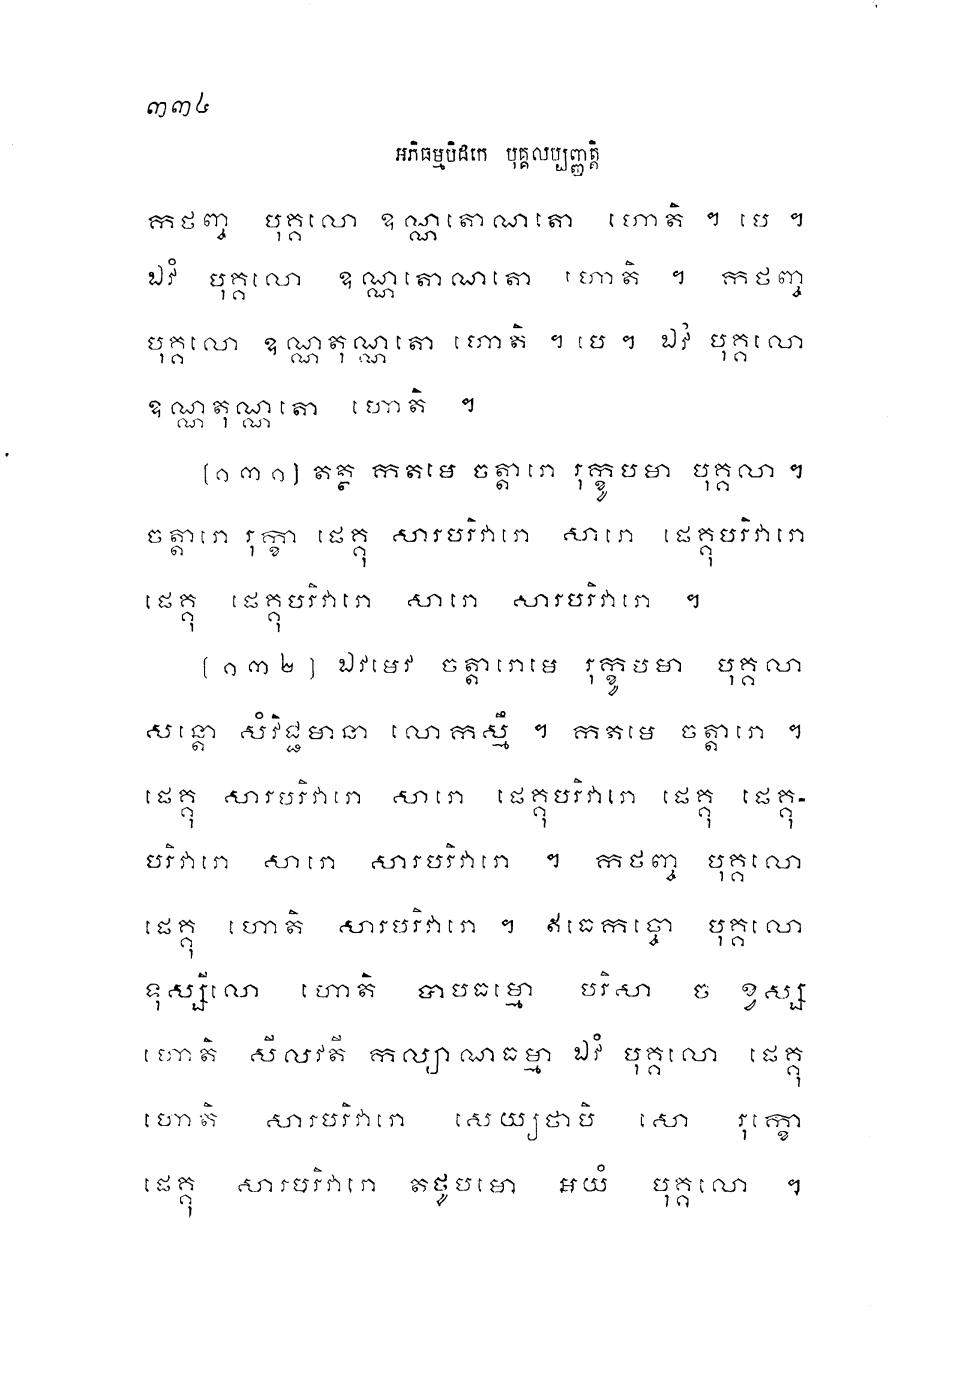 ៣៣៤
អភិធម្មបិដកេ បុគ្គលប្បញ្ញត្តិ
កថញ្ច បុគ្គលោ ឧណ្ណតោណតោ ហោតិ ។ បេ ។
ឯវំ បុគ្គលោ ឧណ្ណតោណតោ ហោតិ ។ កថញ្ច
បុគ្គលោ ឧណ្ណតុណ្ណតោ ហោតិ ។ បេ ។ ឯវំ បុគ្គលោ
ឧណ្ណតុណ្ណតោ ហោតិ ។
(១៣១) តត្ថ កតមេ ចត្តារោ រុក្ខូបមា បុគ្គលា ។
ចត្តារោ រុក្ខា ផេគ្គុ សារបរិវារោ សារោ ផេគ្គុបរិវារោ
ផេគ្គុ ផេគ្គុបរិវារោ សារោ សារបរិវារោ ។
(១៣២) ឯវមេវ ចត្តារោមេ រុក្ខូបមា បុគ្គលា
សន្តោ សំវិជ្ជមានា លោកស្មឹ ។ កតមេ ចត្តារោ ។
ផេគ្គុ សារបរិវារោ សារោ ផេគ្គុបរិវារោ ផេគ្គុ ផេគ្គុ-
បរិវារោ សារោ សារបរិវារោ ។ កថញ្ច បុគ្គលោ
ផេគ្គុ ហោតិ សារបរិវារោ ។ ឥធេកច្ចោ បុគ្គលោ
ទុស្សីលោ ហោតិ បាបធម្មោ បរិសា ច ខ្វស្ស
ហោតិ សីលវតី កល្យាណធម្មា ឯវំ បុគ្គលោ ផេគ្គុ
ហោតិ សារបរិវារោ សេយ្យថាបិ សោ រុក្ខោ
ផេគ្គុ សារបរិវារោ តថូបមោ អយំ បុគ្គលោ ។